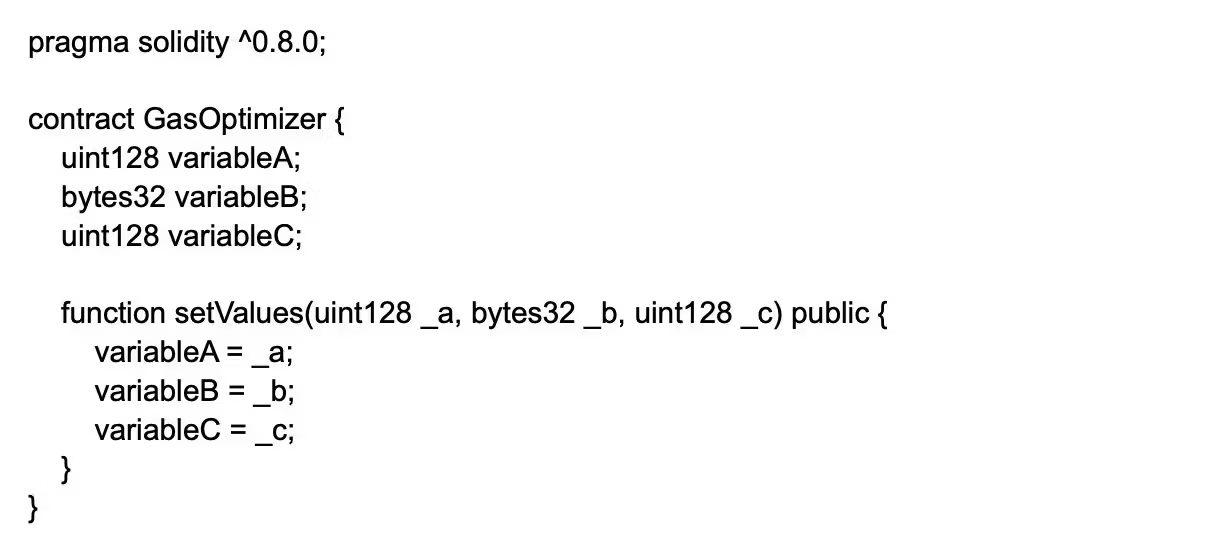 pragma solidity ^0.8.0;
contract GasOptimizer {
uint128 variableA;
bytes32 variableB;
uint128 variableC;
function setValues(uint128 _a, bytes32 _b, uint128 _c) public {
variableA = _a;
variableB = _b;
variableC = _c;
}
}